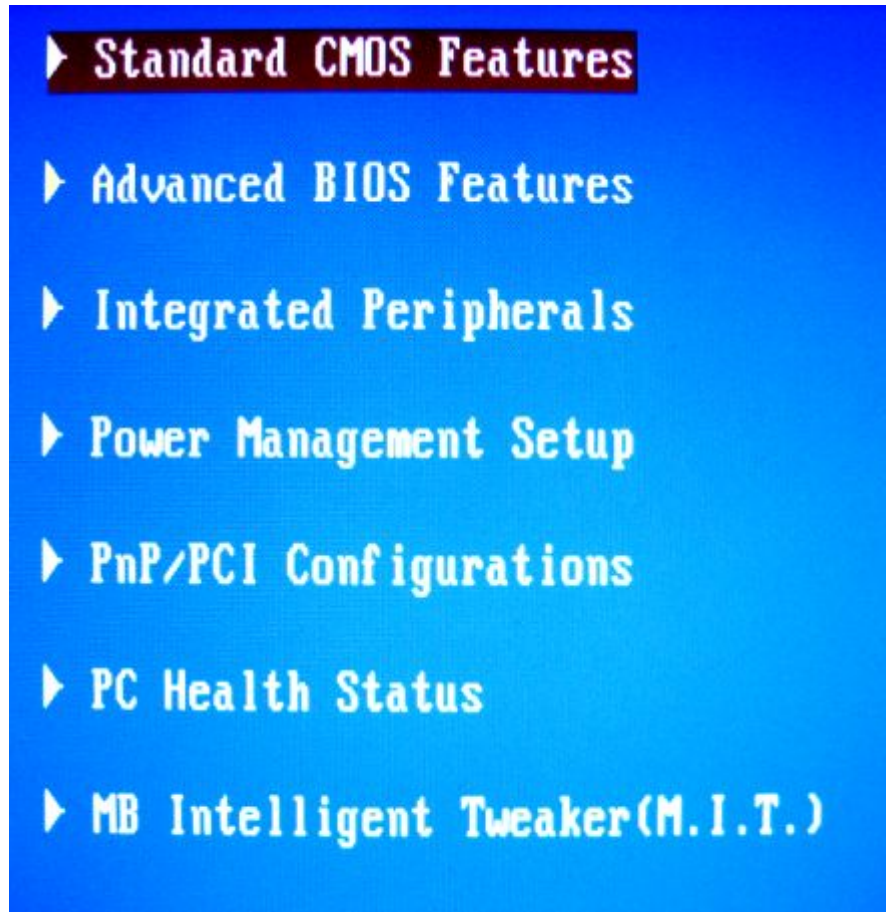 Standard CMOS Features
Advanced BIOS Features
Integrated Peripherals
Power Management Setup
PnP/PCI Configurations
PC Health Status
MB Intelligent Tweaker(M.I.T.)